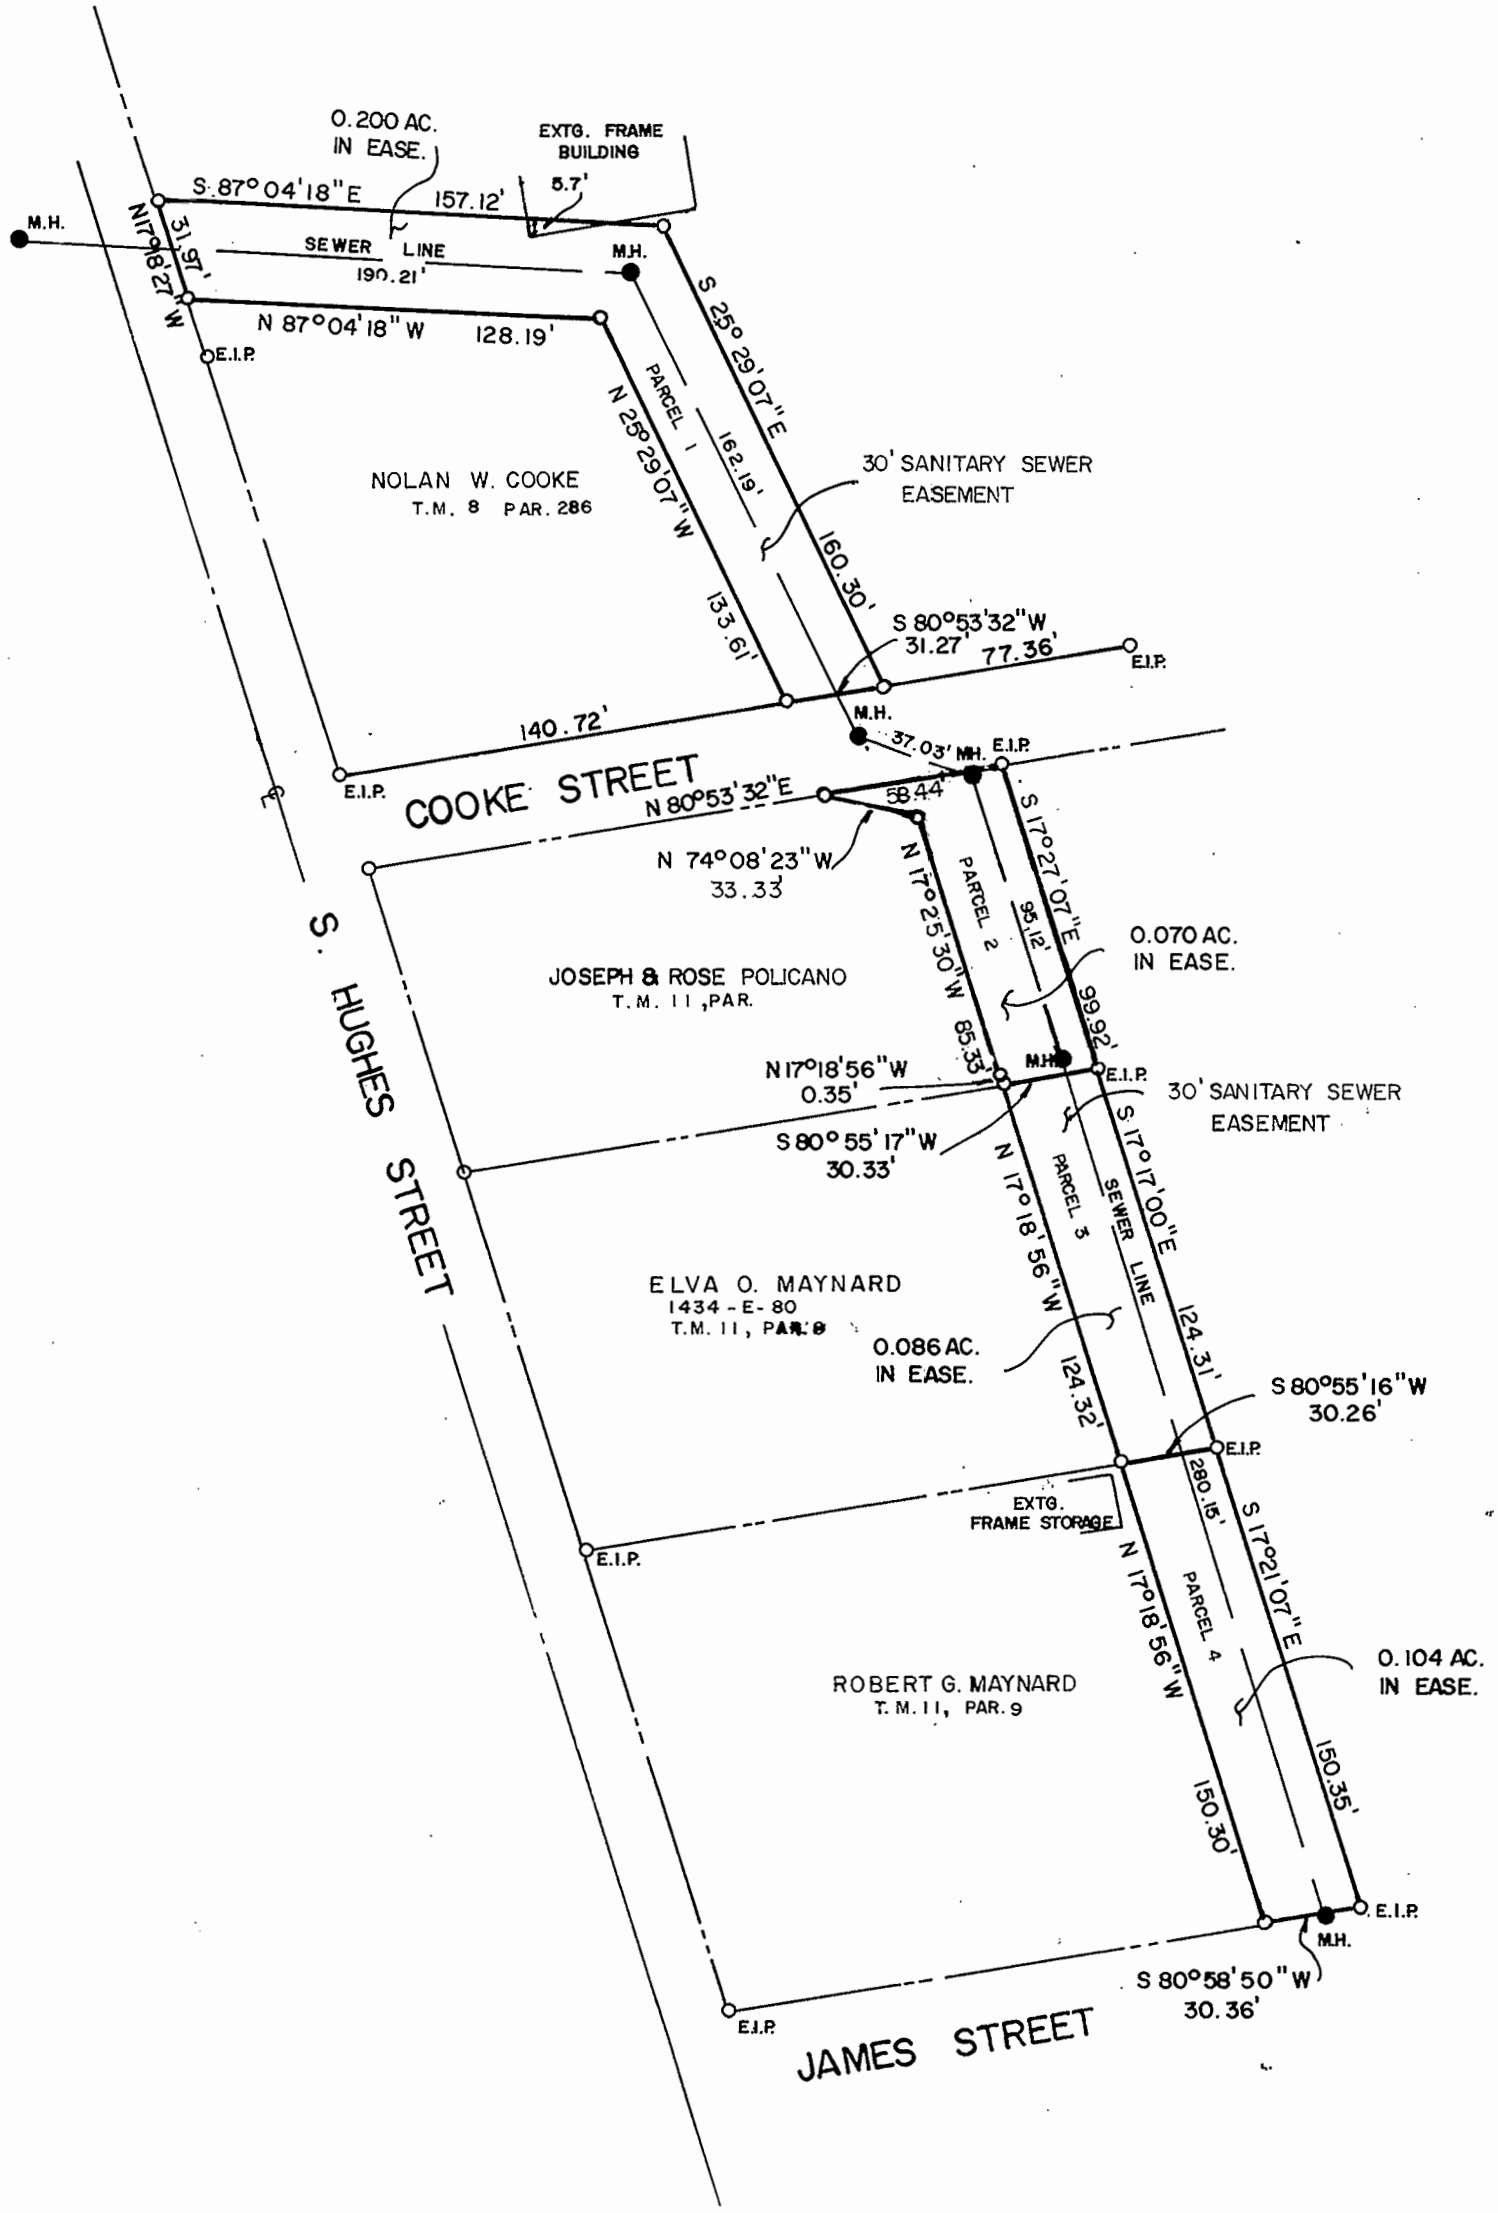 0.200 AC.
IN EASE.
EXTG. FRAME
BUILDING
5.7'
S. 87° 04' 18" E 157.12'
M.H.
N 17° 18' 27" W
31.97'
SEWER LINE
190.21'
M.H.
N 87° 04' 18" W 128.19'
E.I.P.
S 25° 29' 07" E
160.30'
PARCEL 1
162.19'
N 25° 29' 07" W
133.61'
NOLAN W. COOKE
T.M. 8 PAR. 286
30' SANITARY SEWER
EASEMENT
S 80° 53' 32" W
31.27'
77.36'
E.I.P.
140.72'
M.H.
37.03'
M.H.
E.I.P.
E.I.P.
COOKE STREET
N 80° 53' 32" E
58.44'
℄
N 74° 08' 23" W
33.33'
S. HUGHES STREET
N 17° 25' 30" W
85.33'
PARCEL 2
95.12'
S 17° 27' 07" E
99.92'
0.070 AC.
IN EASE.
JOSEPH & ROSE POLICANO
T.M. 11, PAR.
N 17° 18' 56" W
0.35'
M.H.
E.I.P.
30' SANITARY SEWER
EASEMENT
S 80° 55' 17" W
30.33'
N 17° 18' 56" W
124.32'
PARCEL 3
SEWER LINE
S 17° 17' 00" E
124.31'
ELVA O. MAYNARD
1434 - E - 80
T.M. 11, PAR.
0.086 AC.
IN EASE.
S 80° 55' 16" W
30.26'
E.I.P.
280.15'
EXTG.
FRAME STORAGE
E.I.P.
N 17° 18' 56" W
150.30'
PARCEL 4
S 17° 21' 07" E
150.35'
0.104 AC.
IN EASE.
ROBERT G. MAYNARD
T.M. 11, PAR. 9
E.I.P.
M.H.
S 80° 58' 50" W
30.36'
E.I.P.
JAMES STREET